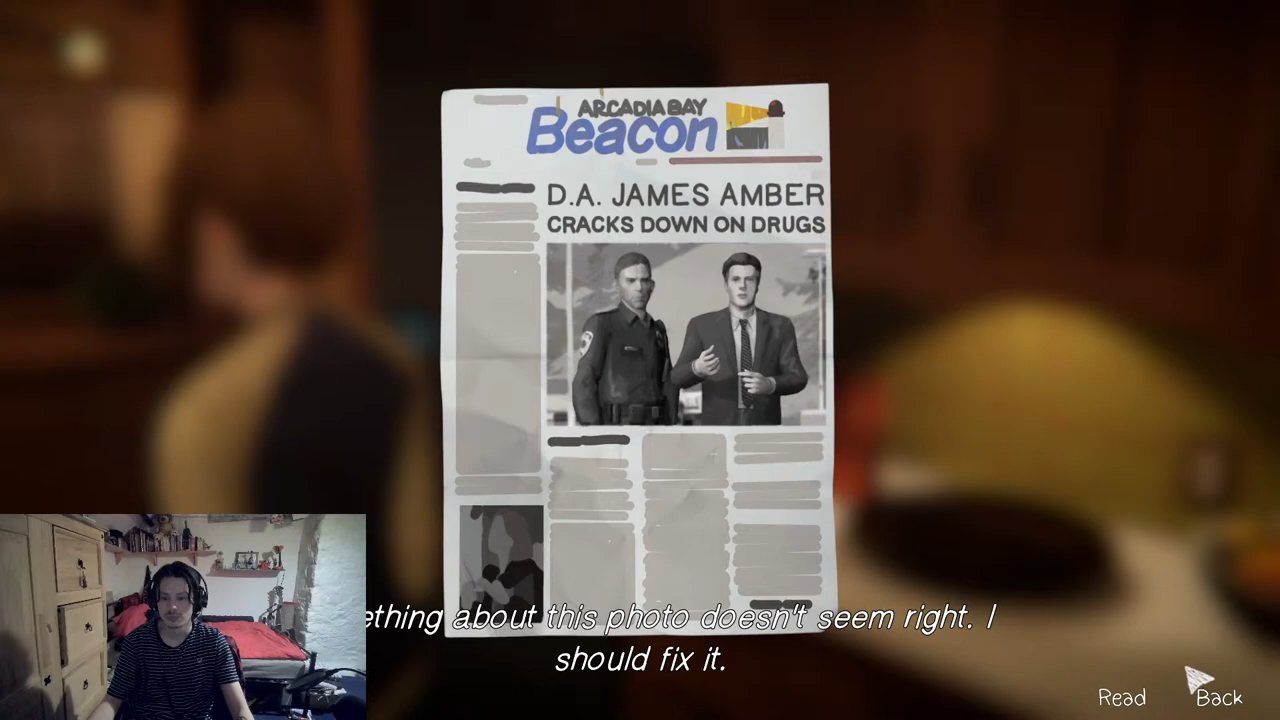 ARCADIA BAY
Beacon
D.A. JAMES AMBER
CRACKS DOWN ON DRUGS
about this photo doesn't seem right. I
should fix it.
Read Back